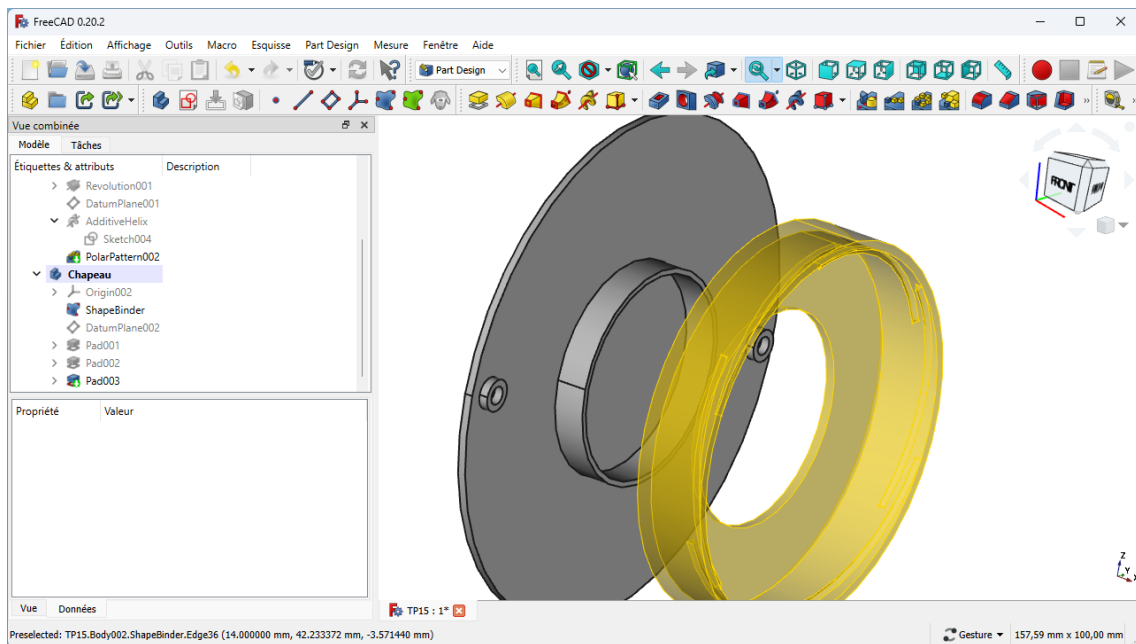 FreeCAD 0.20.2
Fichier Édition Affichage Outils Macro Esquisse Part Design Mesure Fenêtre Aide
Part Design
Vue combinée
Modèle Tâches
Étiquettes & attributs Description
Revolution001
DatumPlane001
AdditiveHelix
Sketch004
PolarPattern002
Chapeau
Origin002
ShapeBinder
DatumPlane002
Pad001
Pad002
Pad003
Propriété Valeur
FRONT
Z
Y
X
Vue Données
TP15 : 1*
Preselected: TP15.Body002.ShapeBinder.Edge36 (14.000000 mm, 42.233372 mm, -3.571440 mm)
Gesture 157,59 mm x 100,00 mm